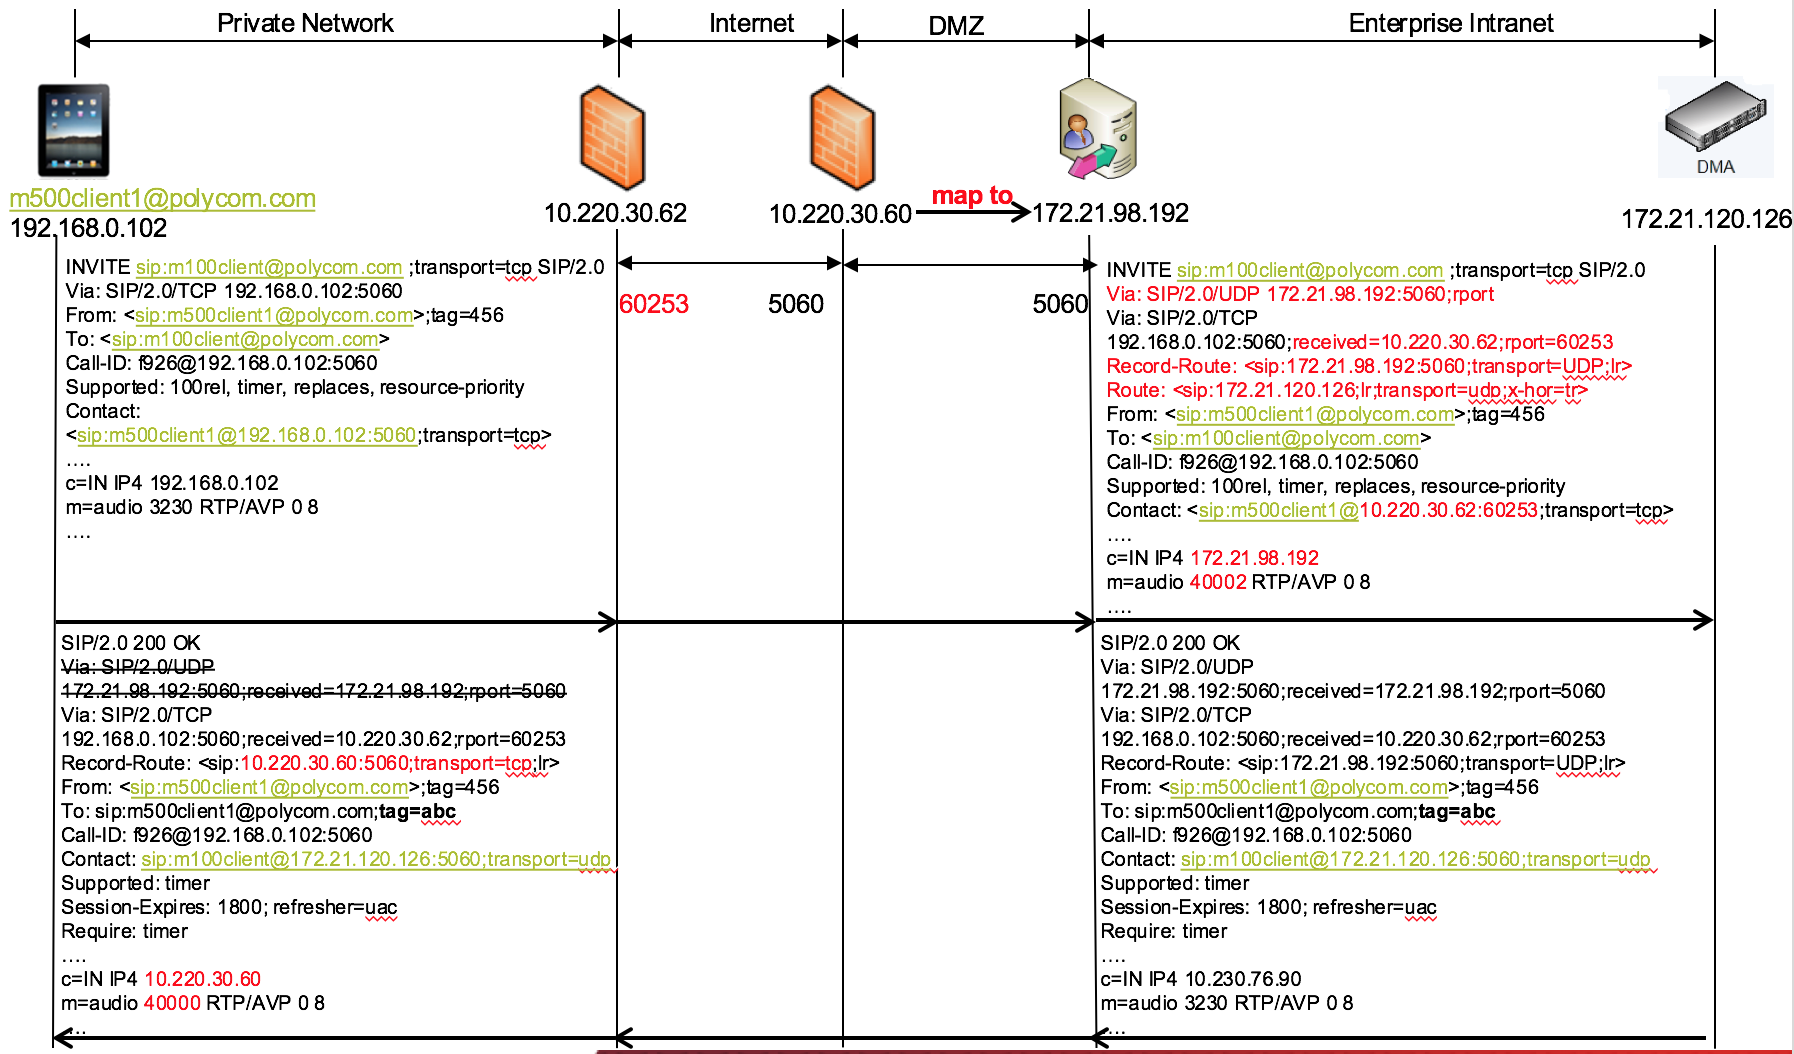 Private Network
Internet
DMZ
Enterprise Intranet
DMA
m500client1@polycom.com
192.168.0.102
10.220.30.62
10.220.30.60
map to
172.21.98.192
172.21.120.126
INVITE sip:m100client@polycom.com ;transport=tcp SIP/2.0
Via: SIP/2.0/TCP 192.168.0.102:5060
From: <sip:m500client1@polycom.com>;tag=456
To: <sip:m100client@polycom.com>
Call-ID: f926@192.168.0.102:5060
Supported: 100rel, timer, replaces, resource-priority
Contact:
<sip:m500client1@192.168.0.102:5060;transport=tcp>
....
c=IN IP4 192.168.0.102
m=audio 3230 RTP/AVP 0 8
....
60253
5060
5060
INVITE sip:m100client@polycom.com ;transport=tcp SIP/2.0
Via: SIP/2.0/UDP 172.21.98.192:5060;rport
Via: SIP/2.0/TCP
192.168.0.102:5060;received=10.220.30.62;rport=60253
Record-Route: <sip:172.21.98.192:5060;transport=UDP;lr>
Route: <sip:172.21.120.126;lr;transport=udp;x-hor=tr>
From: <sip:m500client1@polycom.com>;tag=456
To: <sip:m100client@polycom.com>
Call-ID: f926@192.168.0.102:5060
Supported: 100rel, timer, replaces, resource-priority
Contact: <sip:m500client1@10.220.30.62:60253;transport=tcp>
....
c=IN IP4 172.21.98.192
m=audio 40002 RTP/AVP 0 8
....
SIP/2.0 200 OK
Via: SIP/2.0/UDP
172.21.98.192:5060;received=172.21.98.192;rport=5060
Via: SIP/2.0/TCP
192.168.0.102:5060;received=10.220.30.62;rport=60253
Record-Route: <sip:10.220.30.60:5060;transport=tcp;lr>
From: <sip:m500client1@polycom.com>;tag=456
To: sip:m500client1@polycom.com;tag=abc
Call-ID: f926@192.168.0.102:5060
Contact: sip:m100client@172.21.120.126:5060;transport=udp
Supported: timer
Session-Expires: 1800; refresher=uac
Require: timer
....
c=IN IP4 10.220.30.60
m=audio 40000 RTP/AVP 0 8
....
SIP/2.0 200 OK
Via: SIP/2.0/UDP
172.21.98.192:5060;received=172.21.98.192;rport=5060
Via: SIP/2.0/TCP
192.168.0.102:5060;received=10.220.30.62;rport=60253
Record-Route: <sip:172.21.98.192:5060;transport=UDP;lr>
From: <sip:m500client1@polycom.com>;tag=456
To: sip:m500client1@polycom.com;tag=abc
Call-ID: f926@192.168.0.102:5060
Contact: sip:m100client@172.21.120.126:5060;transport=udp
Supported: timer
Session-Expires: 1800; refresher=uac
Require: timer
....
c=IN IP4 10.230.76.90
m=audio 3230 RTP/AVP 0 8
....